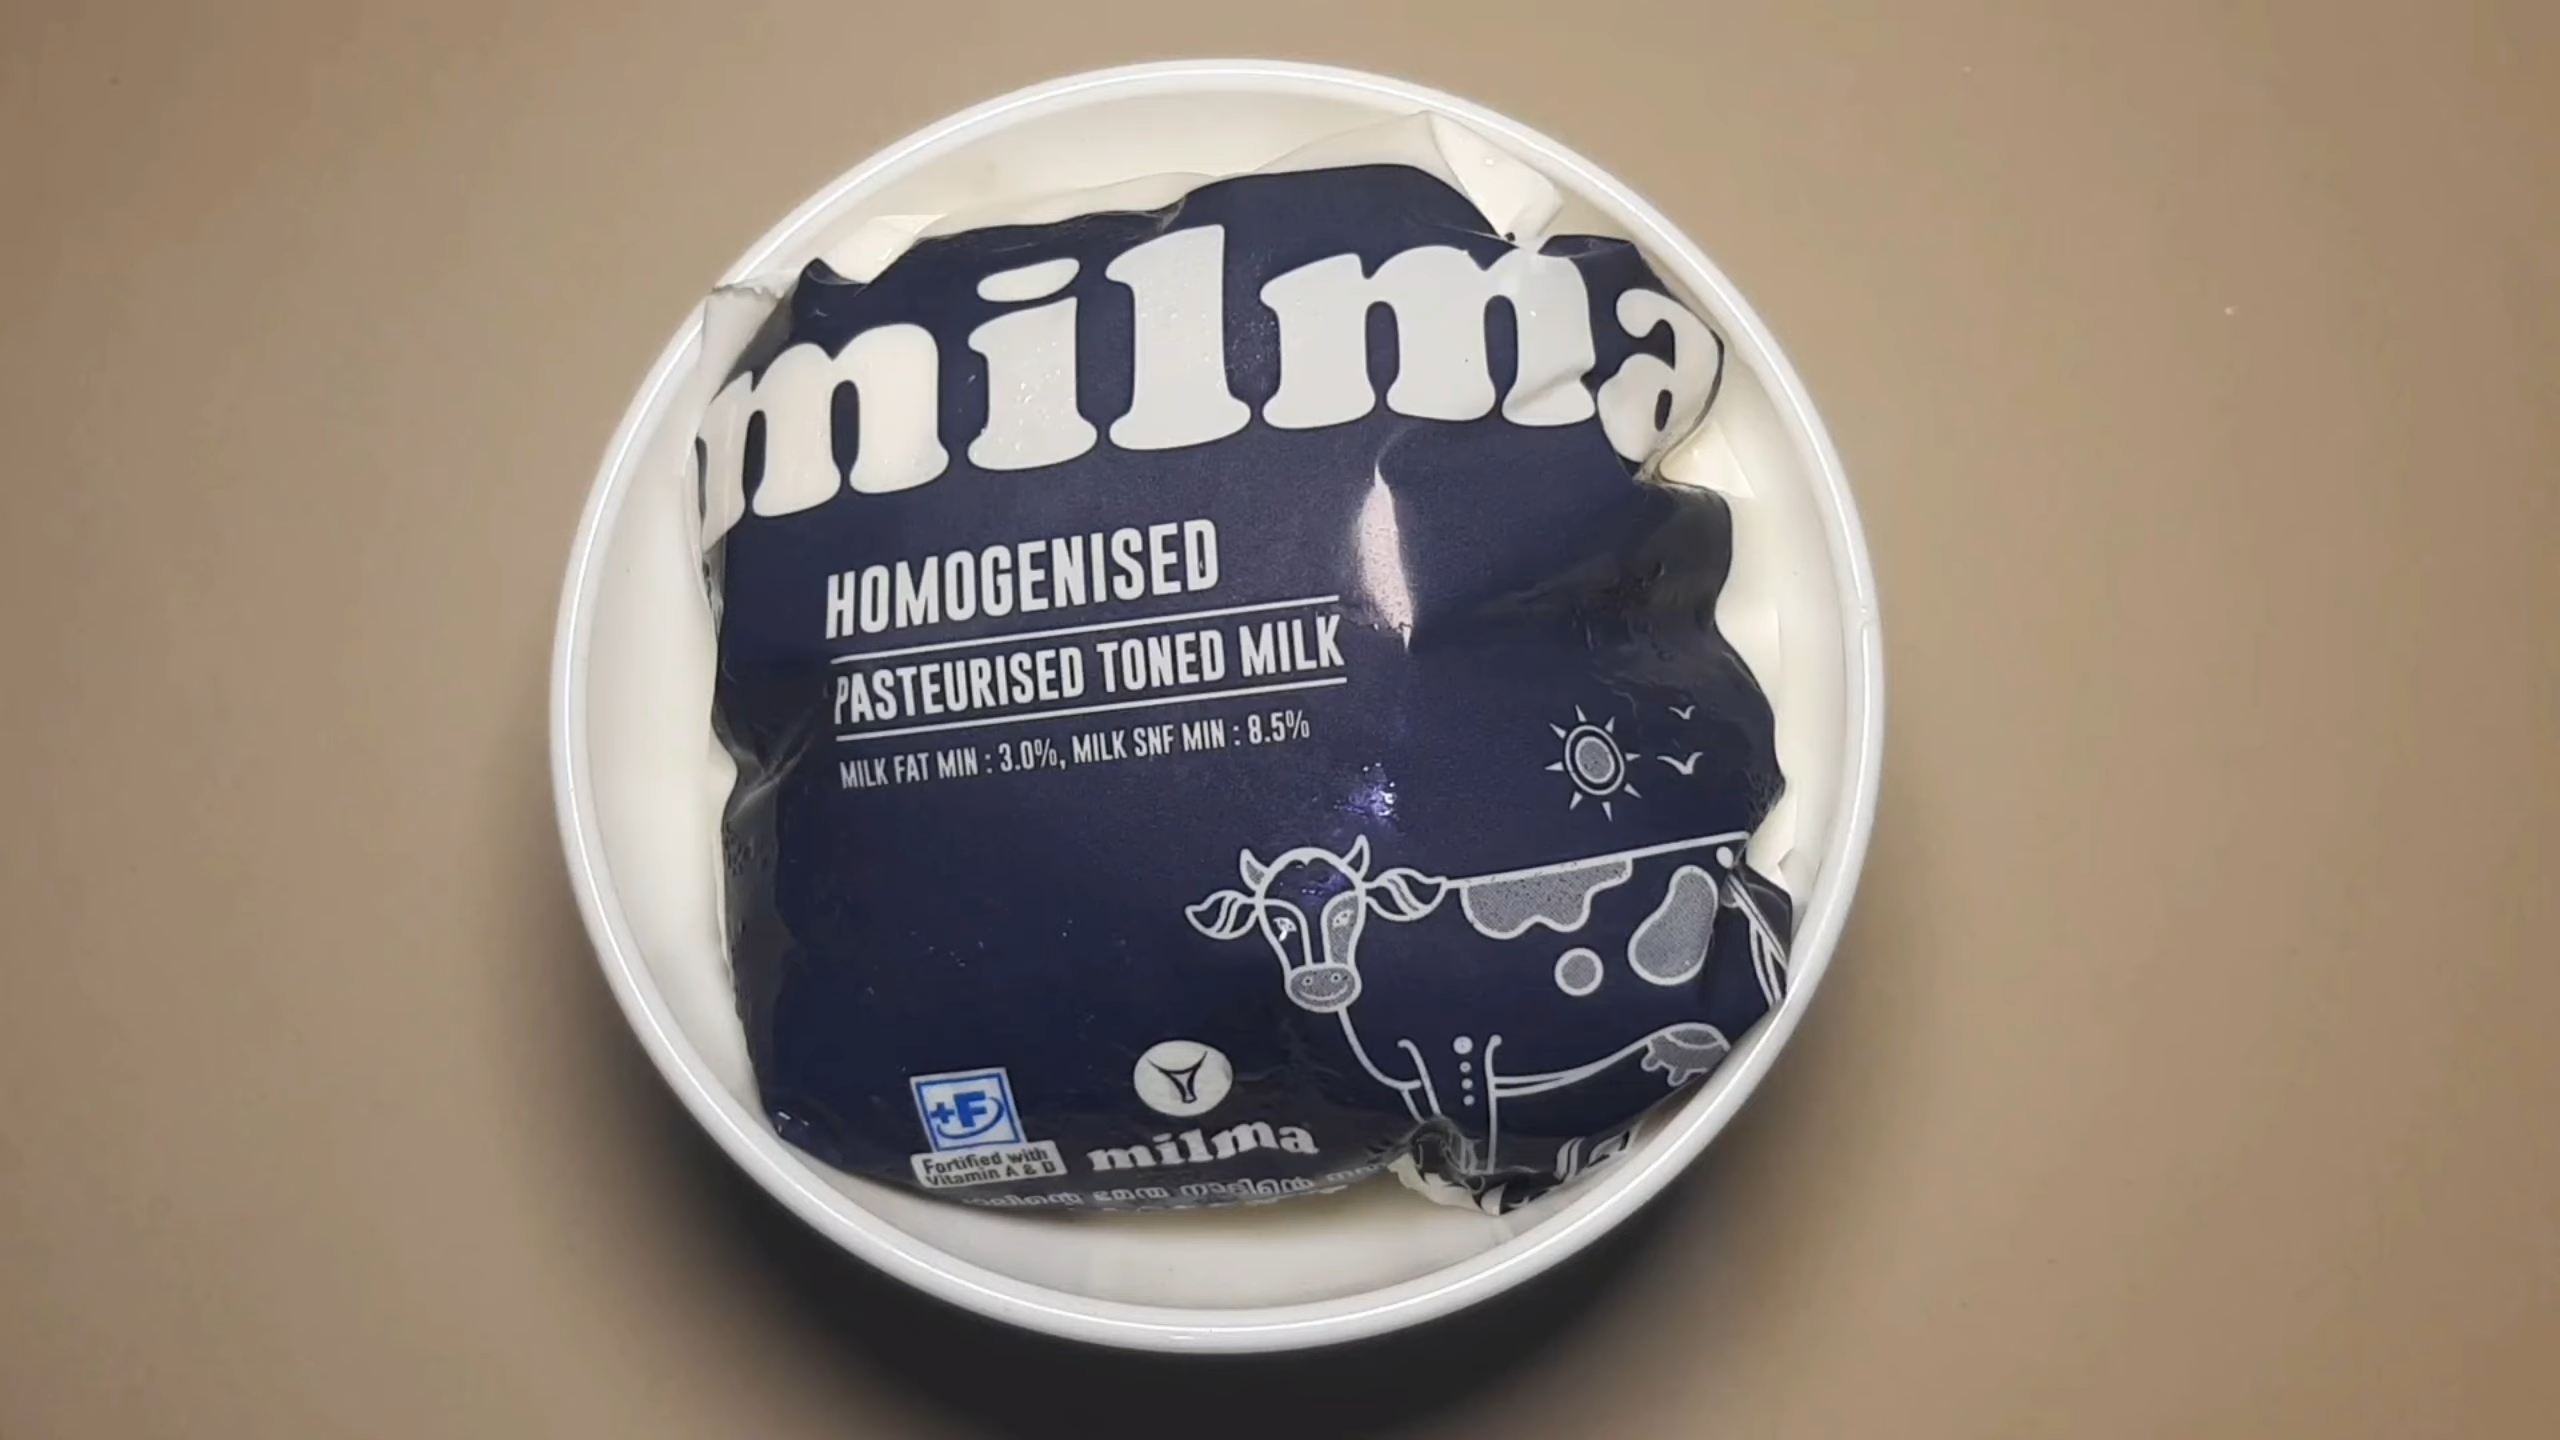 milma
HOMOGENISED
PASTEURISED TONED MILK
MILK FAT MIN : 3.0%, MILK SNF MIN : 8.5%
+F
Fortified with
Vitamin A & D
milma